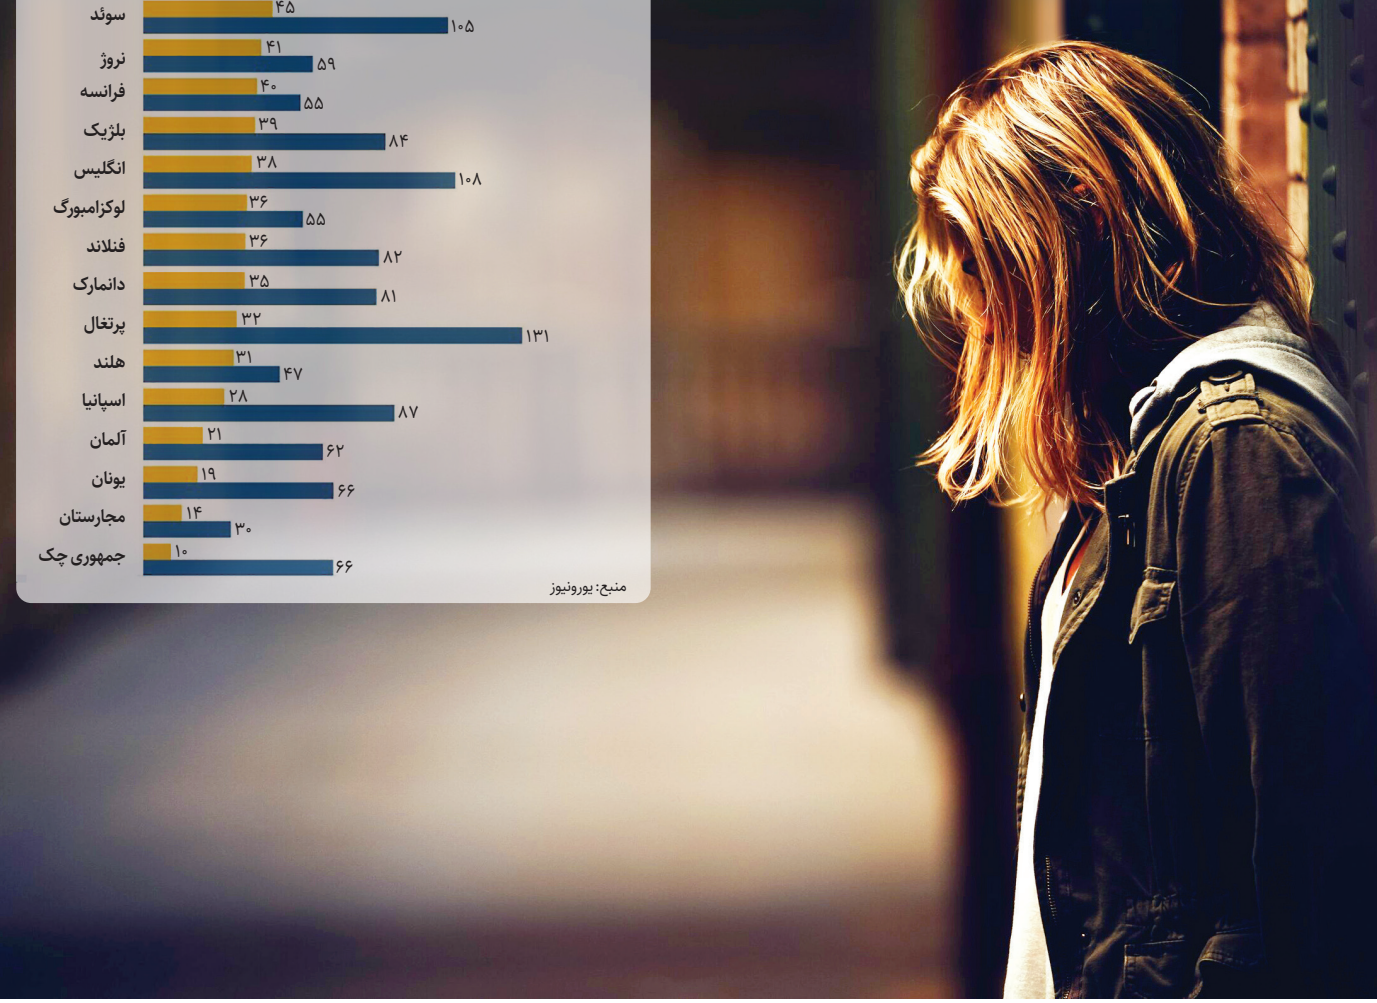 سوئد ۴۵ ۱۰۵
نروژ ۴۱ ۵۹
فرانسه ۴۰ ۵۵
بلژیک ۳۹ ۸۴
انگلیس ۳۸ ۱۰۸
لوکزامبورگ ۳۶ ۵۵
فنلاند ۳۶ ۸۲
دانمارک ۳۵ ۸۱
پرتغال ۳۲ ۱۳۱
هلند ۳۱ ۴۷
اسپانیا ۲۸ ۸۷
آلمان ۲۱ ۶۲
یونان ۱۹ ۶۶
مجارستان ۱۴ ۳۰
جمهوری چک ۱۰ ۶۶
منبع: یورونیوز